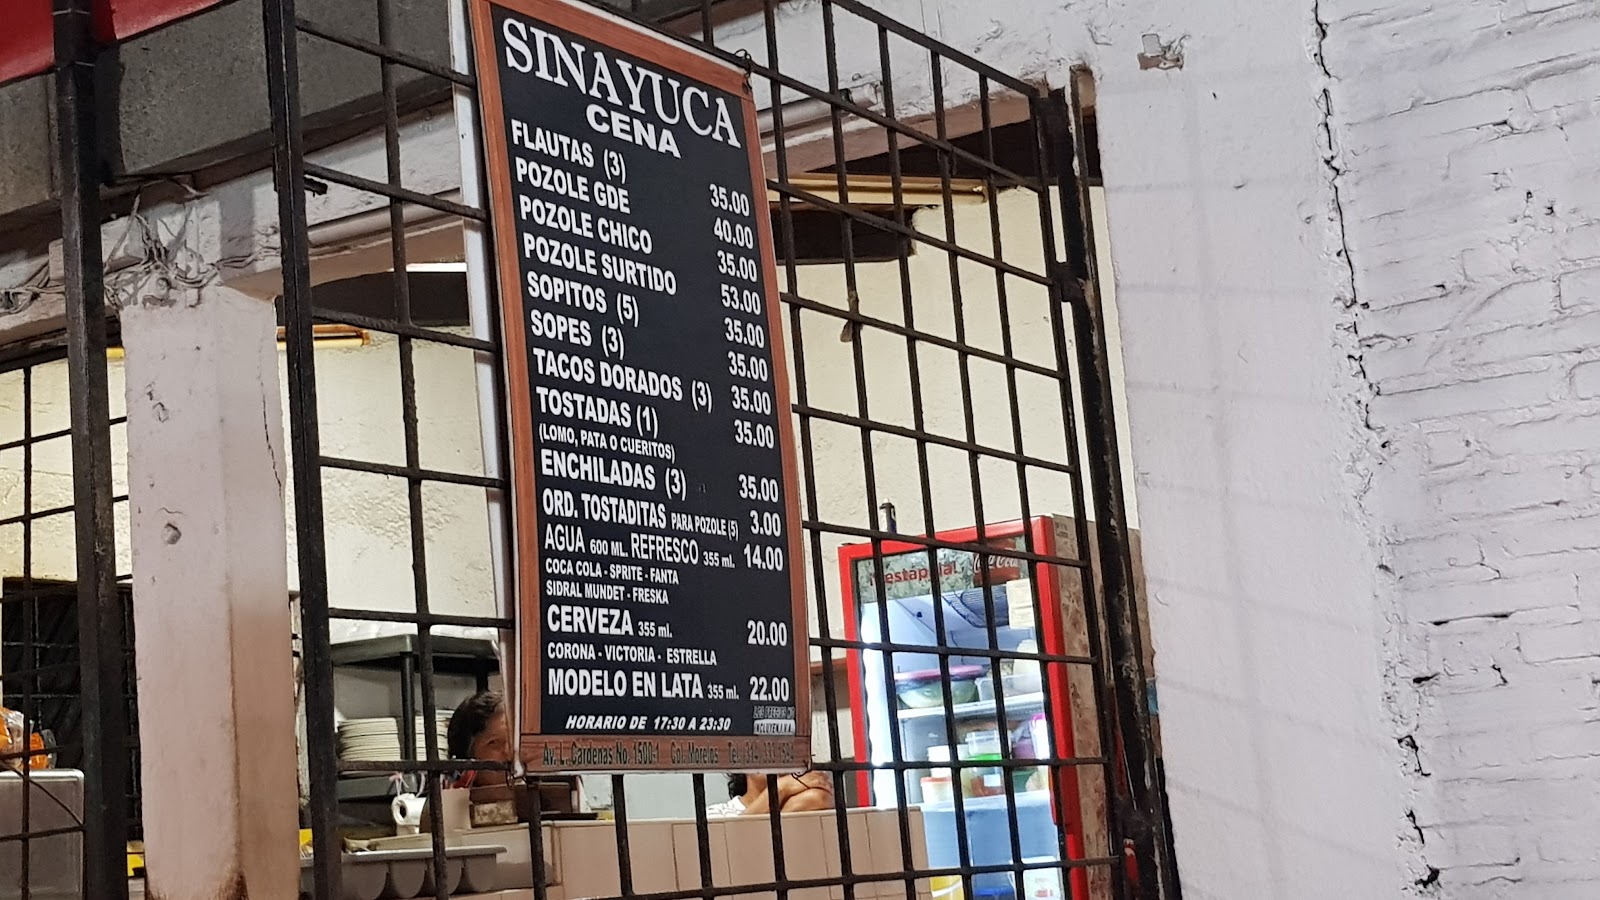 SINAYUCA
CENA
FLAUTAS (3) 35.00
POZOLE GDE 40.00
POZOLE CHICO 35.00
POZOLE SURTIDO 53.00
SOPITOS (5) 35.00
SOPES (3) 35.00
TACOS DORADOS (3) 35.00
TOSTADAS (1) 35.00
(LOMO, PATA O CUERITOS)
ENCHILADAS (3) 35.00
ORD. TOSTADITAS PARA POZOLE (5) 3.00
AGUA 600 ML. REFRESCO 355 ml. 14.00
COCA COLA - SPRITE - FANTA
SIDRAL MUNDET - FRESKA
CERVEZA 355 ml. 20.00
CORONA - VICTORIA - ESTRELLA
MODELO EN LATA 355 ml. 22.00
HORARIO DE 17:30 A 23:30
Av. L. Cardenas No. 1500-1 Col. Morelos Tel.
Coca-Cola